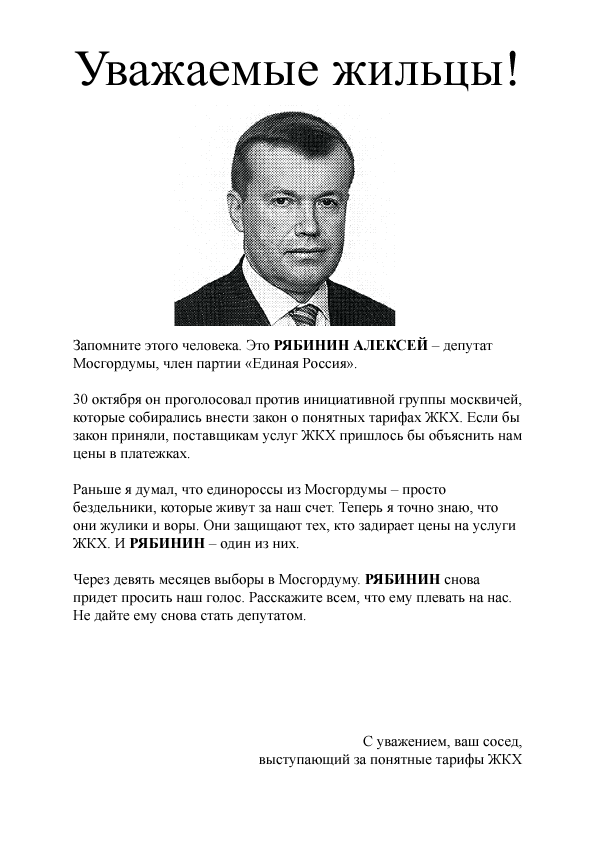 Уважаемые жильцы!
Запомните этого человека. Это РЯБИНИН АЛЕКСЕЙ – депутат
Мосгордумы, член партии «Единая Россия».
30 октября он проголосовал против инициативной группы москвичей,
которые собирались внести закон о понятных тарифах ЖКХ. Если бы
закон приняли, поставщикам услуг ЖКХ пришлось бы объяснить нам
цены в платежках.
Раньше я думал, что единороссы из Мосгордумы – просто
бездельники, которые живут за наш счет. Теперь я точно знаю, что
они жулики и воры. Они защищают тех, кто задирает цены на услуги
ЖКХ. И РЯБИНИН – один из них.
Через девять месяцев выборы в Мосгордуму. РЯБИНИН снова
придет просить наш голос. Расскажите всем, что ему плевать на нас.
Не дайте ему снова стать депутатом.
С уважением, ваш сосед,
выступающий за понятные тарифы ЖКХ